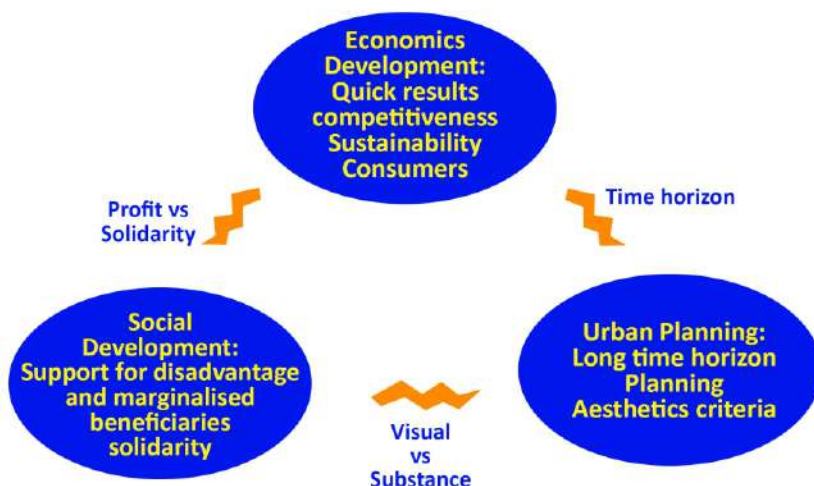 Economics
Development:
Quick results
competitiveness
Sustainability
Consumers
Profit vs
Solidarity
Time horizon
Social
Development:
Support for disadvantage
and marginalised
beneficiaries
solidarity
Urban Planning:
Long time horizon
Planning
Aesthetics criteria
Visual
vs
Substance